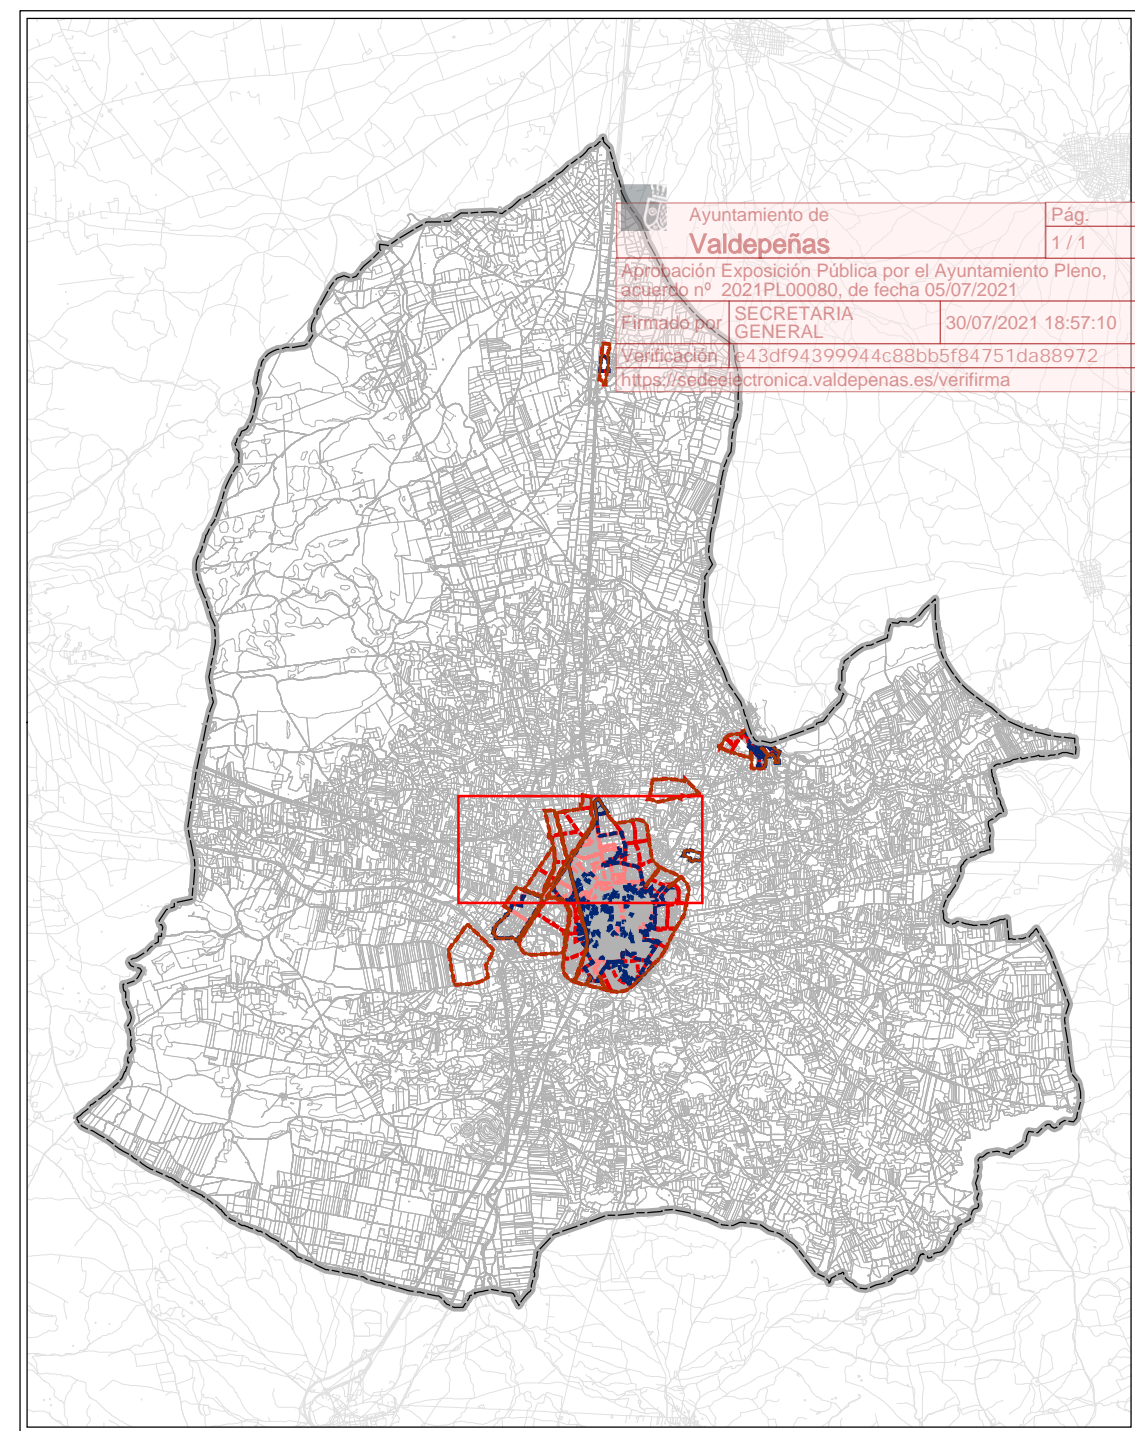 Ayuntamiento de
Valdepeñas
Pág.
1 / 1
Aprobación Exposición Pública por el Ayuntamiento Pleno,
acuerdo nº 2021PL00080, de fecha 05/07/2021
Firmado por
SECRETARIA
GENERAL
30/07/2021 18:57:10
Verificación
e43df94399944c88bb5f84751da88972
https://sedeelectronica.valdepenas.es/verifirma